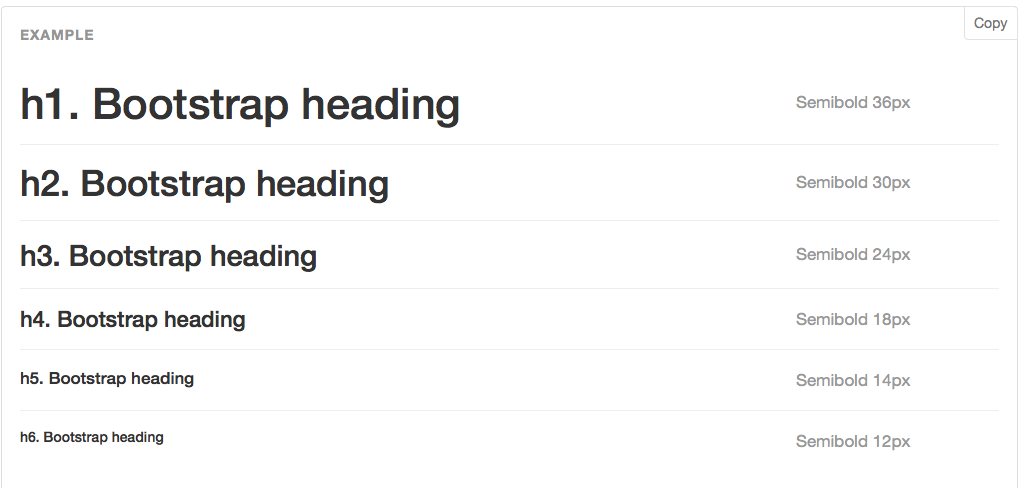 Copy
EXAMPLE
h1. Bootstrap heading Semibold 36px
h2. Bootstrap heading Semibold 30px
h3. Bootstrap heading Semibold 24px
h4. Bootstrap heading Semibold 18px
h5. Bootstrap heading Semibold 14px
h6. Bootstrap heading Semibold 12px